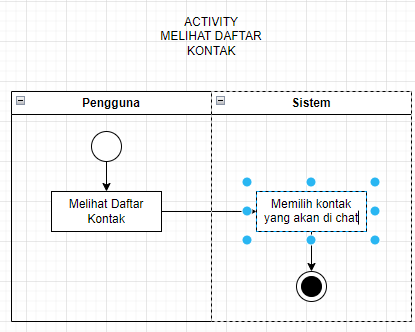 ACTIVITY
MELIHAT DAFTAR
KONTAK
Pengguna
Sistem
Melihat Daftar
Kontak
Memilih kontak
yang akan di chat